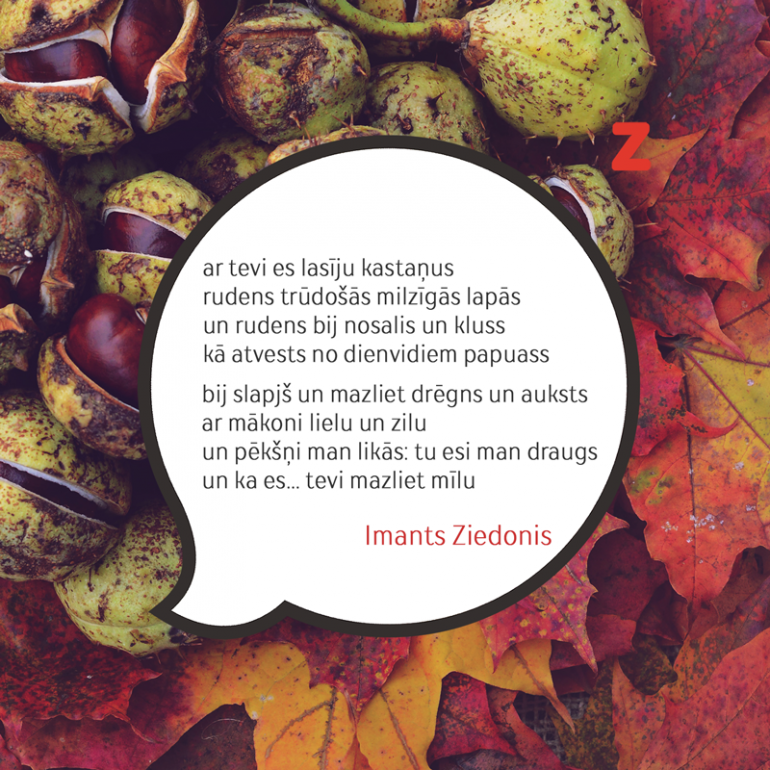 Z
ar tevi es lasīju kastaņus
rudens trūdošās milzīgās lapās
un rudens bij nosalis un kluss
kā atvests no dienvidiem papuass
bij slapjš un mazliet drēgns un auksts
ar mākoni lielu un zilu
un pēkšņi man likās: tu esi man draugs
un ka es... tevi mazliet mīlu
Imants Ziedonis